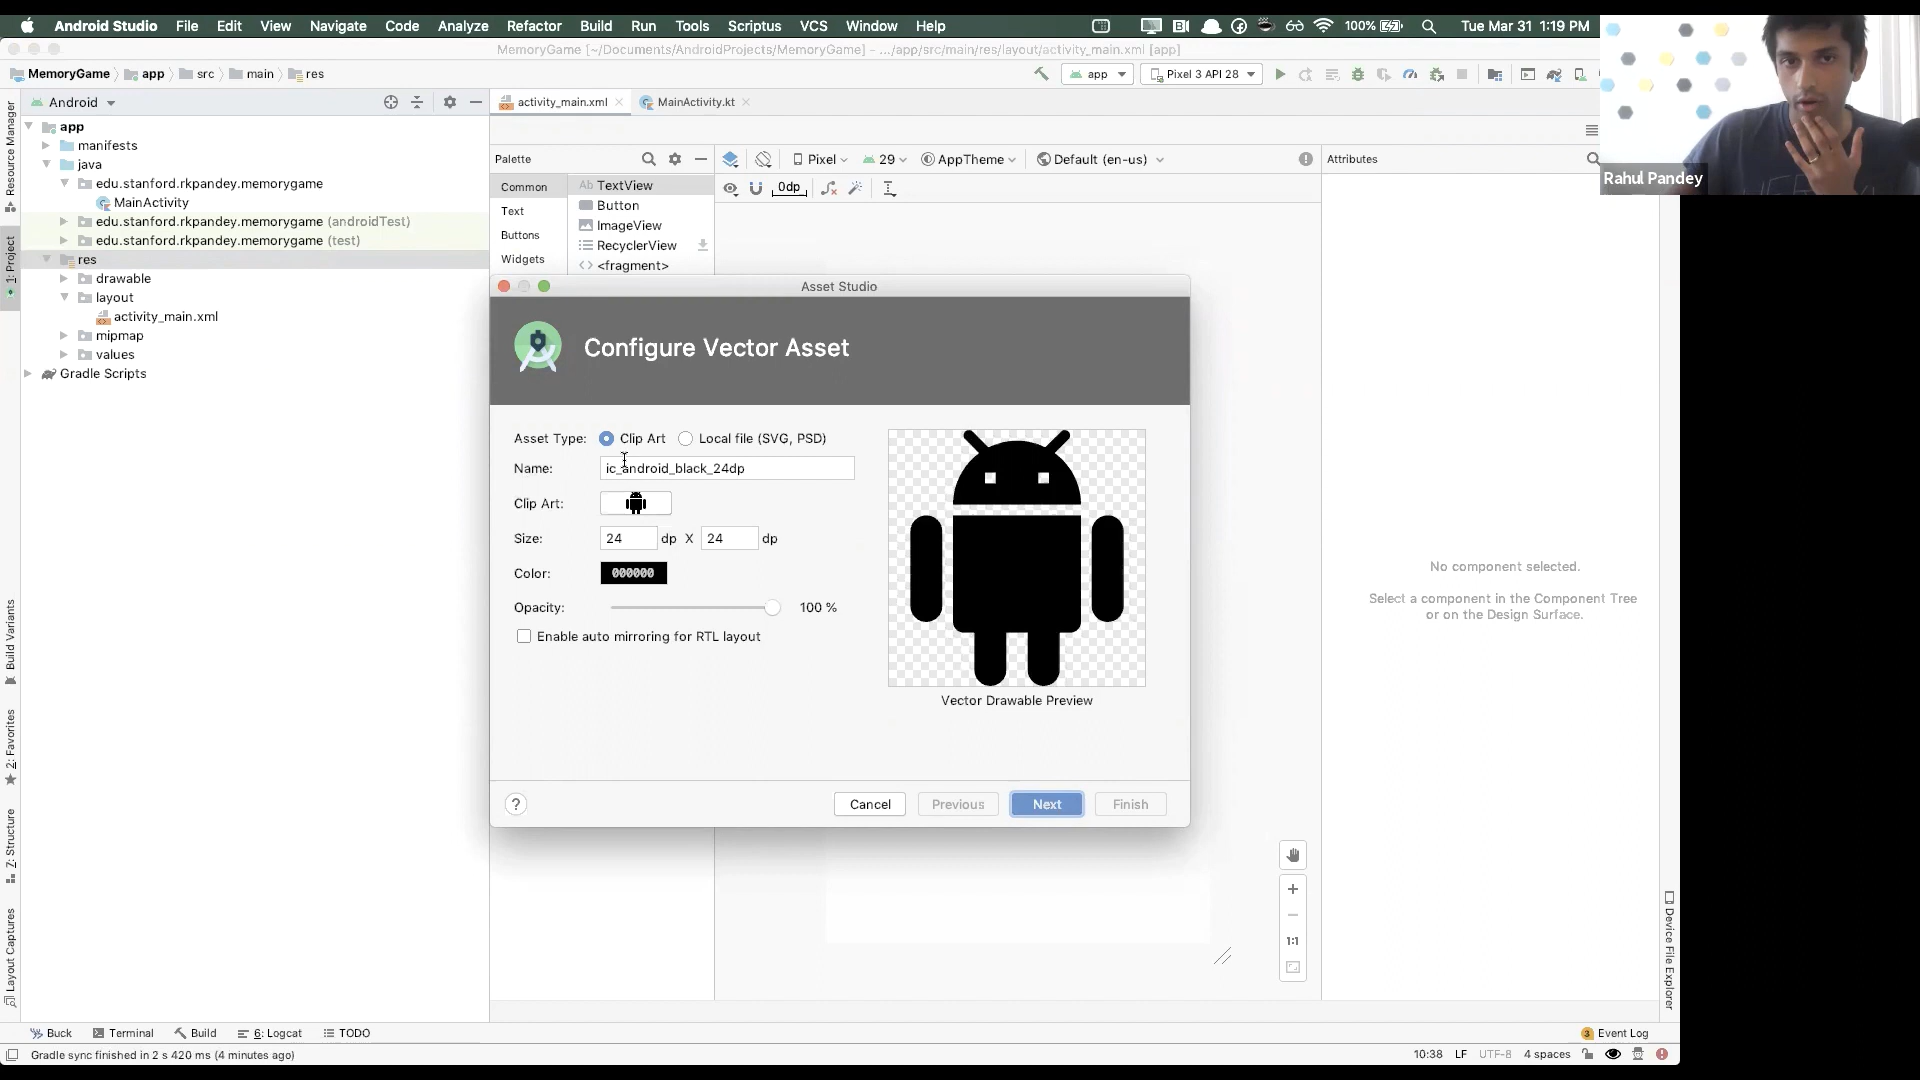 Android Studio File Edit View Navigate Code Analyze Refactor Build Run Tools Scriptus VCS Window Help 100% Tue Mar 31 1:19 PM
MemoryGame [~/Documents/AndroidProjects/MemoryGame] - .../app/src/main/res/layout/activity_main.xml [app]
MemoryGame app src main res app Pixel 3 API 28
Android activity_main.xml MainActivity.kt
Rahul Pandey
Resource Manager
1: Project
Build Variants
2: Favorites
Z: Structure
Layout Captures
app
manifests
java
edu.stanford.rkpandey.memorygame
MainActivity
edu.stanford.rkpandey.memorygame (androidTest)
edu.stanford.rkpandey.memorygame (test)
res
drawable
layout
activity_main.xml
mipmap
values
Gradle Scripts
Palette
Common
Text
Buttons
Widgets
Ab TextView
Button
ImageView
RecyclerView
<fragment>
Pixel 29 AppTheme Default (en-us)
0dp
Attributes
No component selected.
Select a component in the Component Tree
or on the Design Surface.
Asset Studio
Configure Vector Asset
Asset Type: Clip Art Local file (SVG, PSD)
Name: ic_android_black_24dp
Clip Art:
Size: 24 dp X 24 dp
Color: 000000
Opacity: 100 %
Enable auto mirroring for RTL layout
Vector Drawable Preview
? Cancel Previous Next Finish
1:1
Device File Explorer
Buck Terminal Build 6: Logcat TODO 3 Event Log
Gradle sync finished in 2 s 420 ms (4 minutes ago) 10:38 LF UTF-8 4 spaces